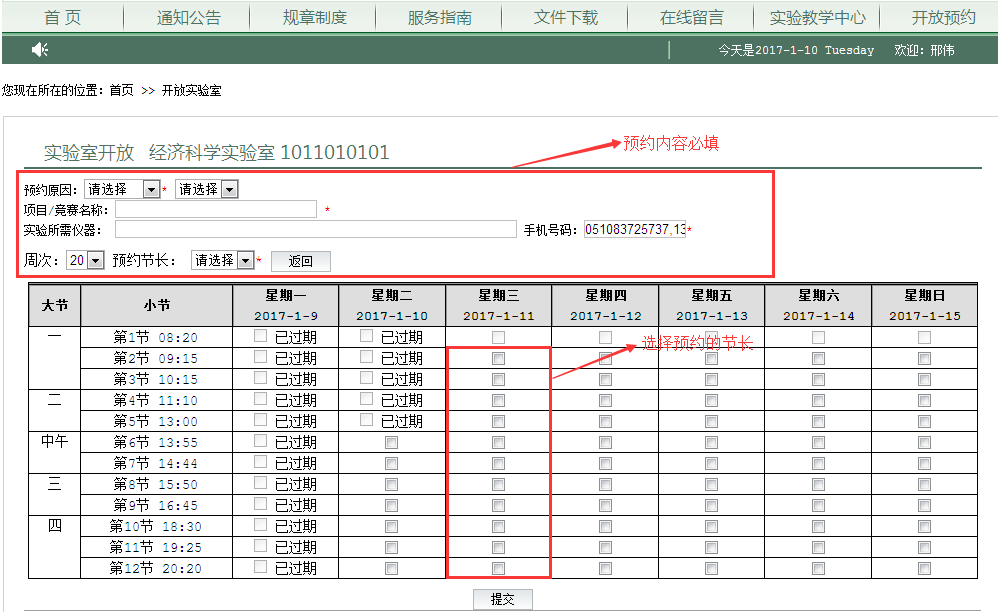 首 页 通知公告 规章制度 服务指南 文件下载 在线留言 实验教学中心 开放预约
今天是2017-1-10 Tuesday 欢迎: 邢伟
您现在所在的位置: 首页 >> 开放实验室
预约内容必填
实验室开放 经济科学实验室 1011010101
预约原因: 请选择 * 请选择
项目/竞赛名称: *
实验所需仪器: 手机号码: 051083725737,13*
周次: 20 预约节长: 请选择 * 返回
大节 小节 星期一 星期二 星期三 星期四 星期五 星期六 星期日
2017-1-9 2017-1-10 2017-1-11 2017-1-12 2017-1-13 2017-1-14 2017-1-15
一 第1节 08:20 已过期 已过期
选择预约的节长
第2节 09:15 已过期 已过期
第3节 10:15 已过期 已过期
二 第4节 11:10 已过期 已过期
第5节 13:00 已过期 已过期
中午 第6节 13:55 已过期
第7节 14:44 已过期
三 第8节 15:50 已过期
第9节 16:45 已过期
四 第10节 18:30 已过期
第11节 19:25 已过期
第12节 20:20 已过期
提交